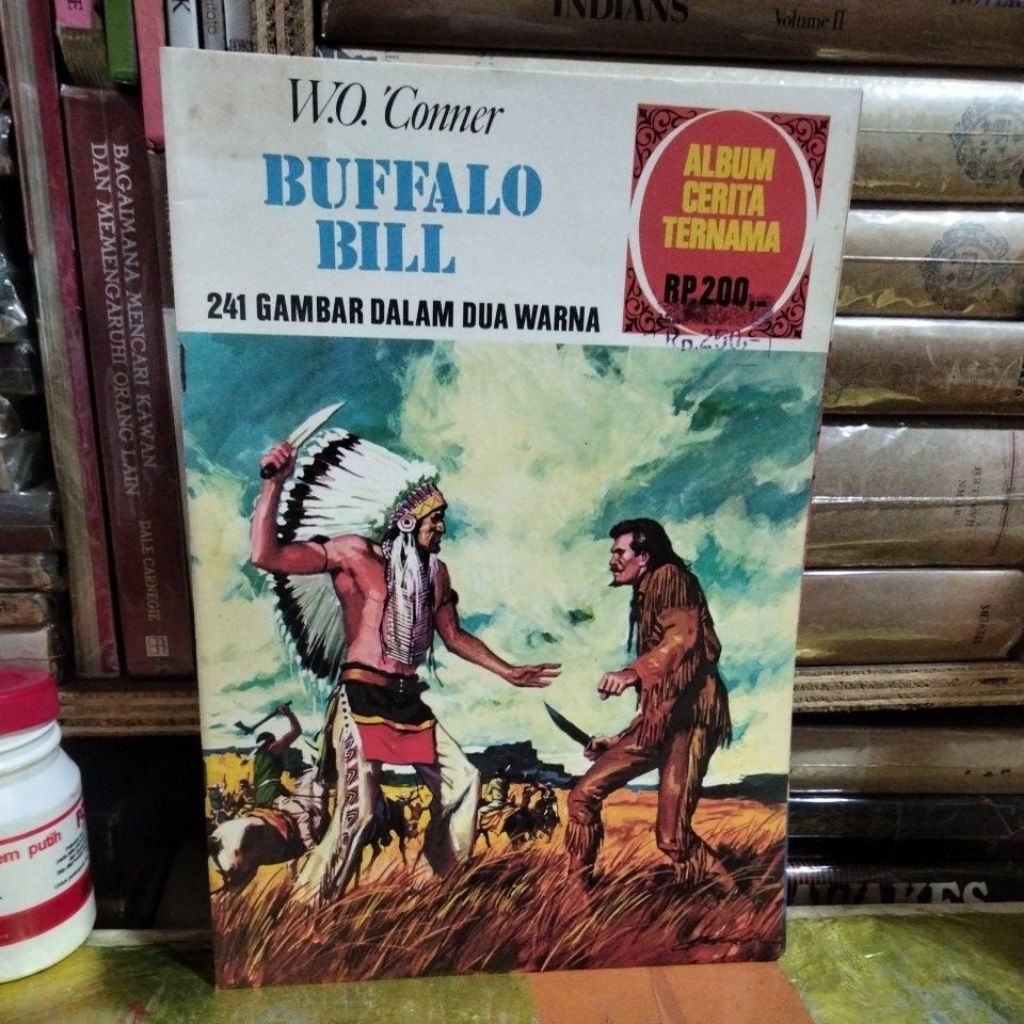 INDIANS
Volume II
W.O. 'Conner
BUFFALO
BILL
241 GAMBAR DALAM DUA WARNA
ALBUM
CERITA
TERNAMA
RP.200,-
Rp.250,-
BAGAIMANA MENCARI KAWAN
DAN MEMENGARUHI ORANG LAIN
DALE CARNEGIE
putih